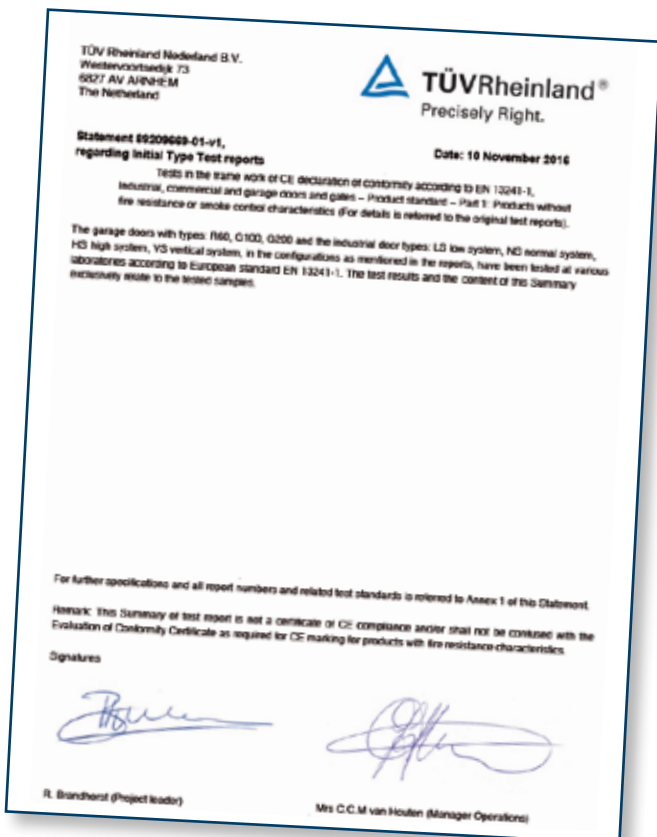 TÜV Rheinland Nederland B.V.
Westervoortsedijk 73
6827 AV ARNHEM
The Netherland
TÜVRheinland®
Precisely Right.
Statement 89209669-01-v1,
regarding Initial Type Test reports
Date: 10 November 2016
Tests in the frame work of CE declaration of conformity according to EN 13241-1,
Industrial, commercial and garage doors and gates – Product standard – Part 1: Products without
fire resistance or smoke control characteristics (For details is referred to the original test reports).
The garage doors with types: R60, G100, G200 and the industrial door types: LS low system, NS normal system,
HS high system, VS vertical system, in the configurations as mentioned in the reports, have been tested at various
laboratories according to European standard EN 13241-1. The test results and the content of this Summary
exclusively relate to the tested samples.
For further specifications and all report numbers and related test standards is referred to Annex 1 of this Statement.
Remark: This Summary of test report is not a certificate of CE compliance and/or shall not be confused with the
Evaluation of Conformity Certificate as required for CE marking for products with fire resistance characteristics.
Signatures
R. Brandhorst (Project leader)
Mrs C.C.M van Houten (Manager Operations)